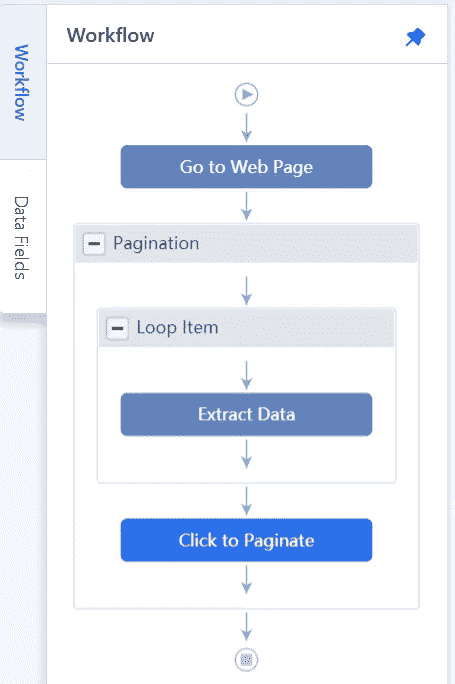 Workflow
Data Fields
Workflow
Go to Web Page
Pagination
Loop Item
Extract Data
Click to Paginate